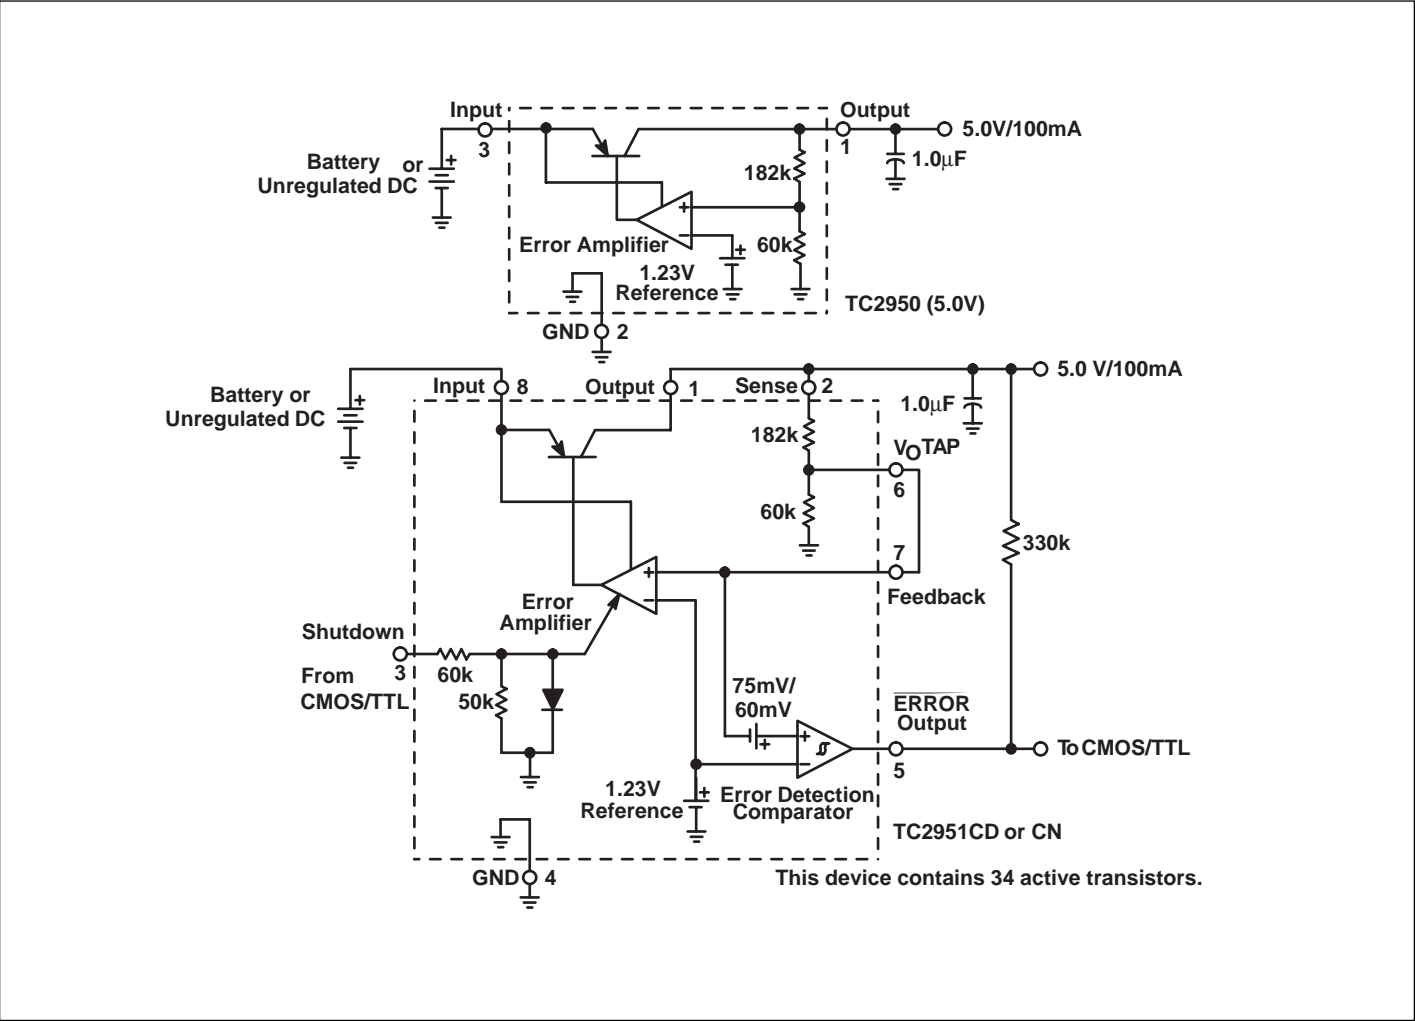 Input
Output
3
1
5.0V/100mA
Battery or
Unregulated DC
+
182k
1.0μF
+
−
Error Amplifier
60k
+
1.23V
Reference
TC2950 (5.0V)
GND 2
5.0 V/100mA
Input 8
Output 1
Sense 2
Battery or
Unregulated DC
+
1.0μF
182k
VOTAP
6
60k
330k
7
Feedback
+
−
Error
Amplifier
Shutdown
3
From
CMOS/TTL
60k
50k
75mV/
60mV
+
+
−
ERROR
Output
5
To CMOS/TTL
1.23V
Reference
+
Error Detection
Comparator
TC2951CD or CN
GND 4
This device contains 34 active transistors.